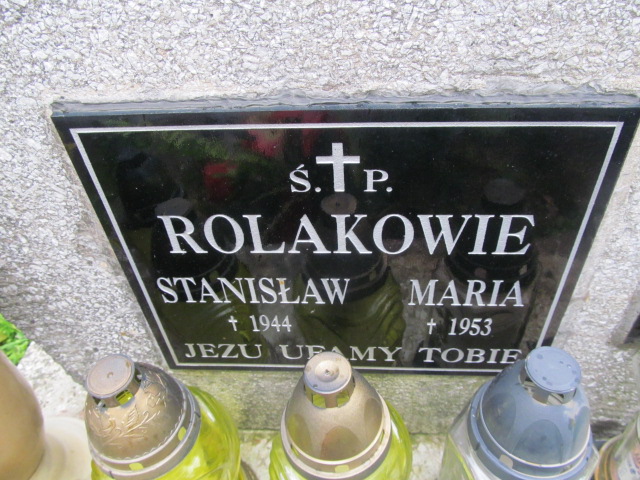 Ś. P.
ROLAKOWIE
STANISŁAW MARIA
† 1944 † 1953
JEZU UFAMY TOBIE